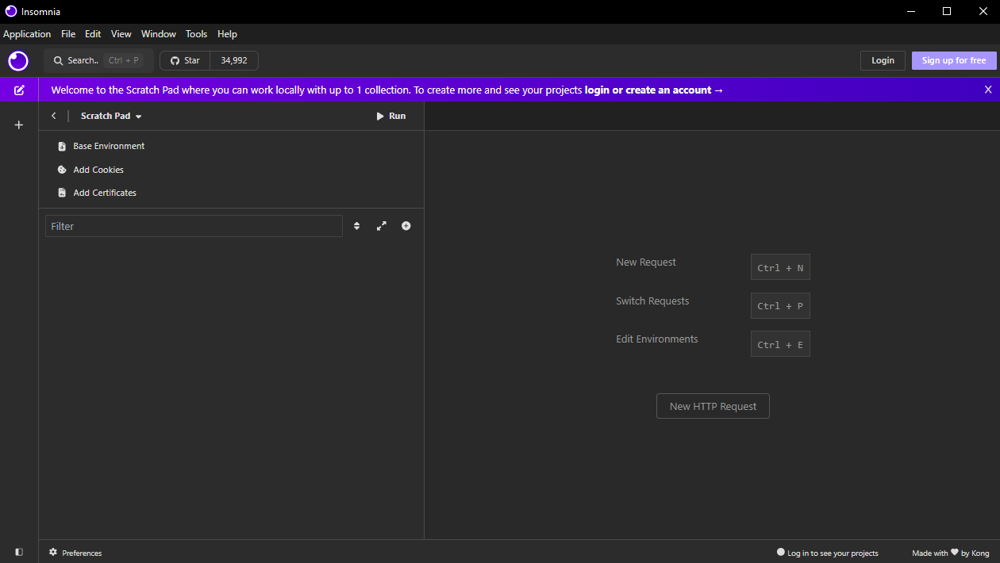 Insomnia
Application File Edit View Window Tools Help
Search.. Ctrl + P Star 34,992 Login Sign up for free
Welcome to the Scratch Pad where you can work locally with up to 1 collection. To create more and see your projects login or create an account →
Scratch Pad Run
Base Environment
Add Cookies
Add Certificates
Filter
New Request Ctrl + N
Switch Requests Ctrl + P
Edit Environments Ctrl + E
New HTTP Request
Preferences Log in to see your projects Made with ♥ by Kong